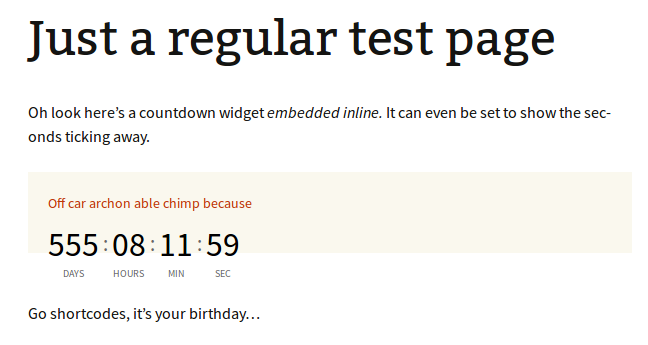 Just a regular test page
Oh look here’s a countdown widget embedded inline. It can even be set to show the sec-
onds ticking away.
Off car archon able chimp because
555 : 08 : 11 : 59
DAYS HOURS MIN SEC
Go shortcodes, it’s your birthday…